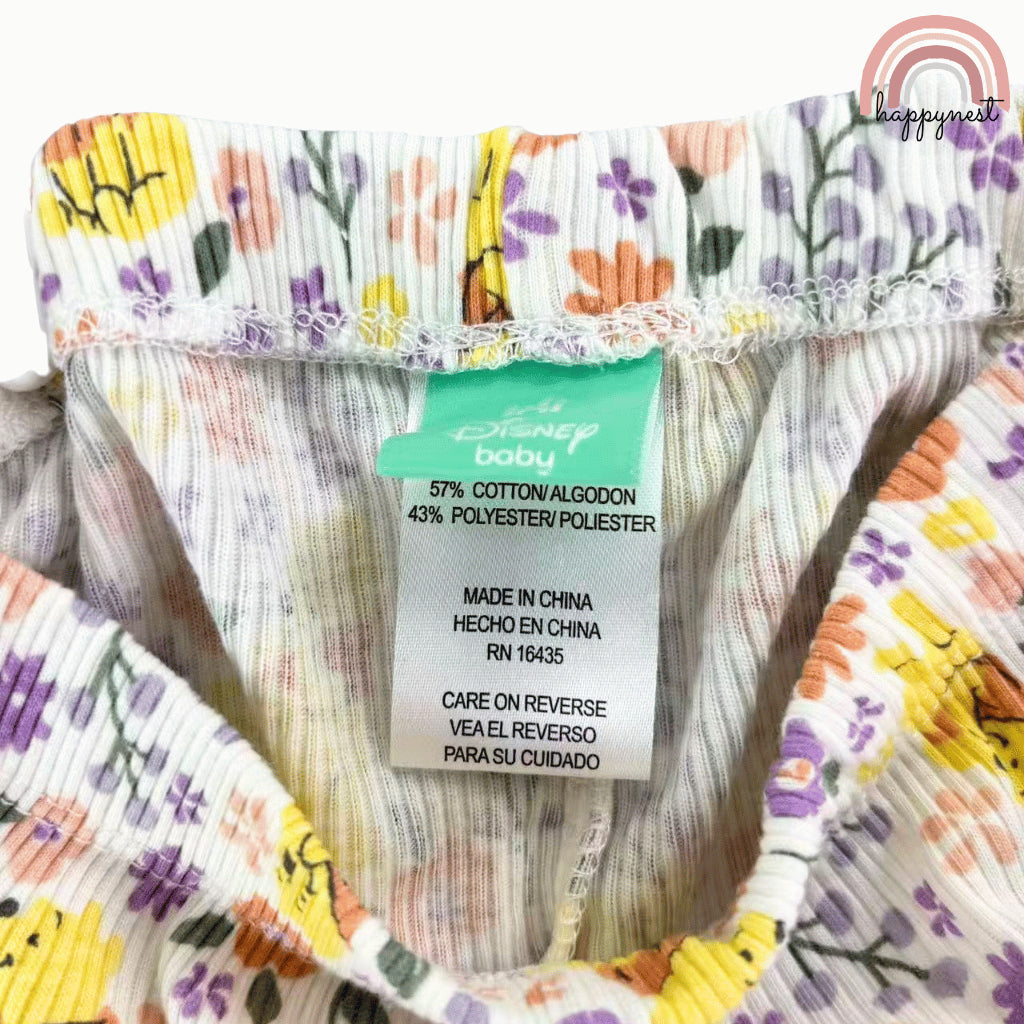 happynest
Disney
baby
57% COTTON/ ALGODON
43% POLYESTER/ POLIESTER
MADE IN CHINA
HECHO EN CHINA
RN 16435
CARE ON REVERSE
VEA EL REVERSO
PARA SU CUIDADO